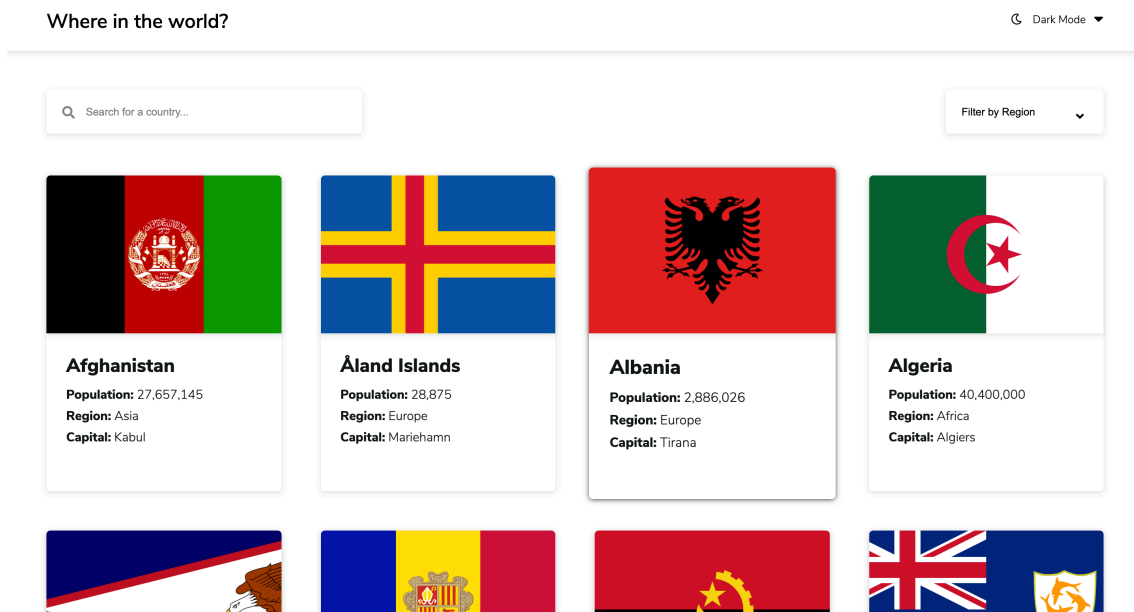 Where in the world?
Dark Mode
Search for a country...
Filter by Region
Afghanistan
Population: 27,657,145
Region: Asia
Capital: Kabul
Åland Islands
Population: 28,875
Region: Europe
Capital: Mariehamn
Albania
Population: 2,886,026
Region: Europe
Capital: Tirana
Algeria
Population: 40,400,000
Region: Africa
Capital: Algiers